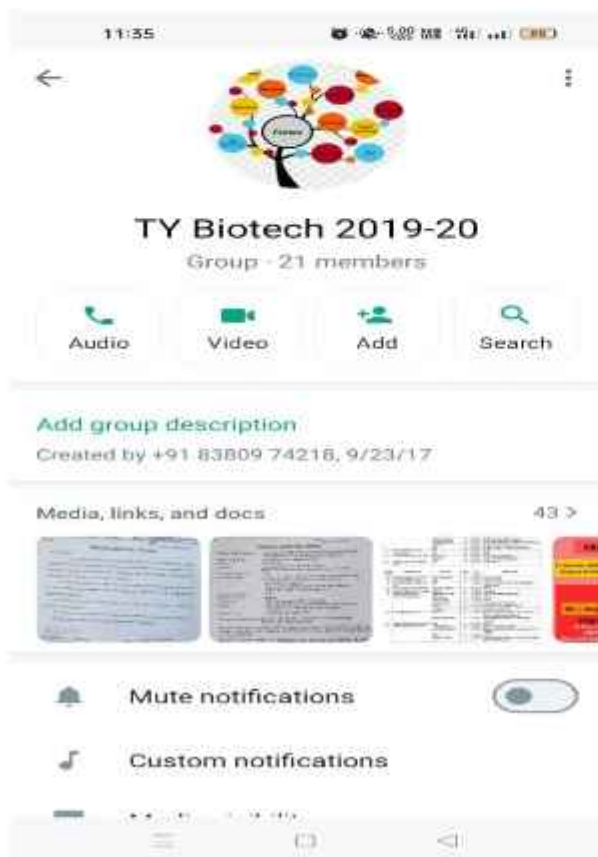 11:35
TY Biotech 2019-20
Group · 21 members
Audio Video Add Search
Add group description
Created by +91 83809 74218, 9/23/17
Media, links, and docs 43 >
Mute notifications
Custom notifications